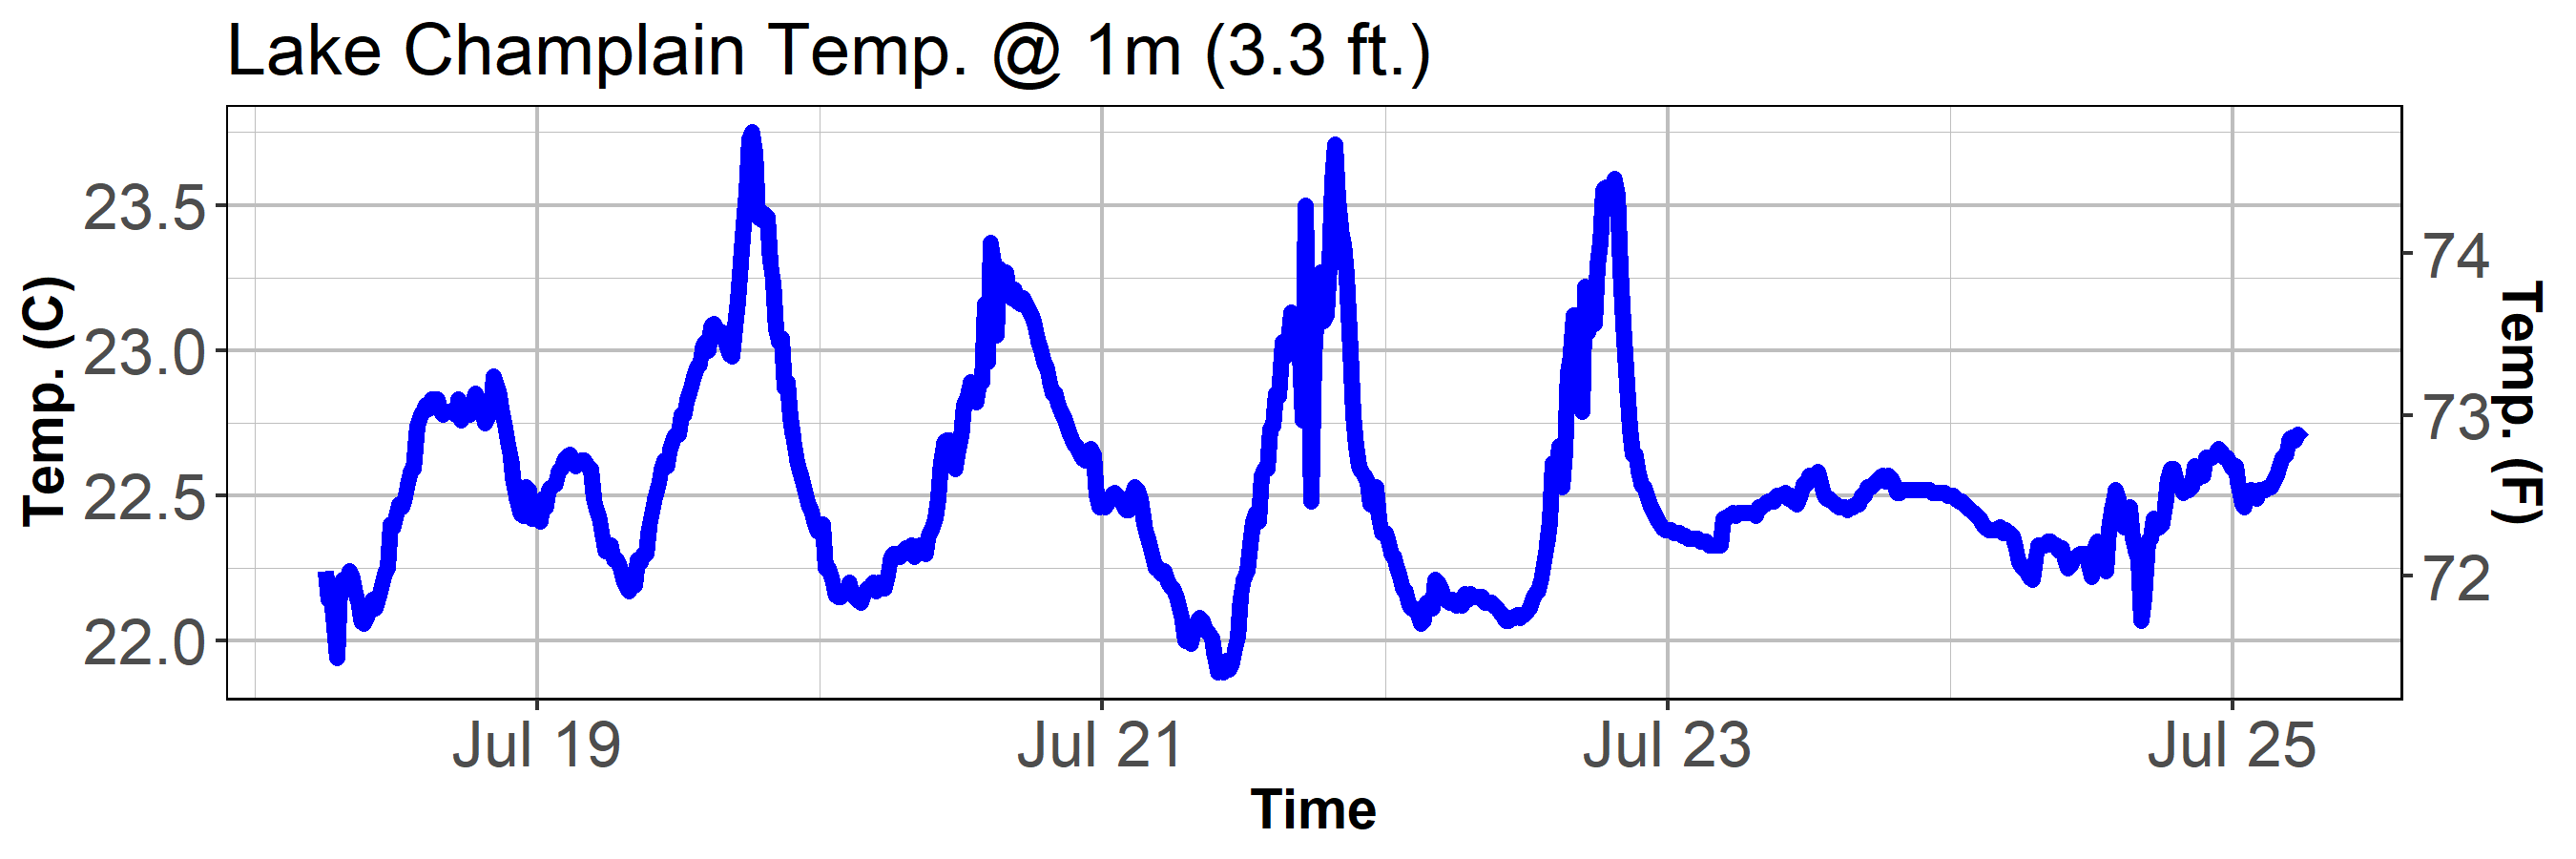 Lake Champlain Temp. @ 1m (3.3 ft.)
Temp. (C)
23.5
23.0
22.5
22.0
74
73
72
Temp. (F)
Jul 19
Jul 21
Jul 23
Jul 25
Time